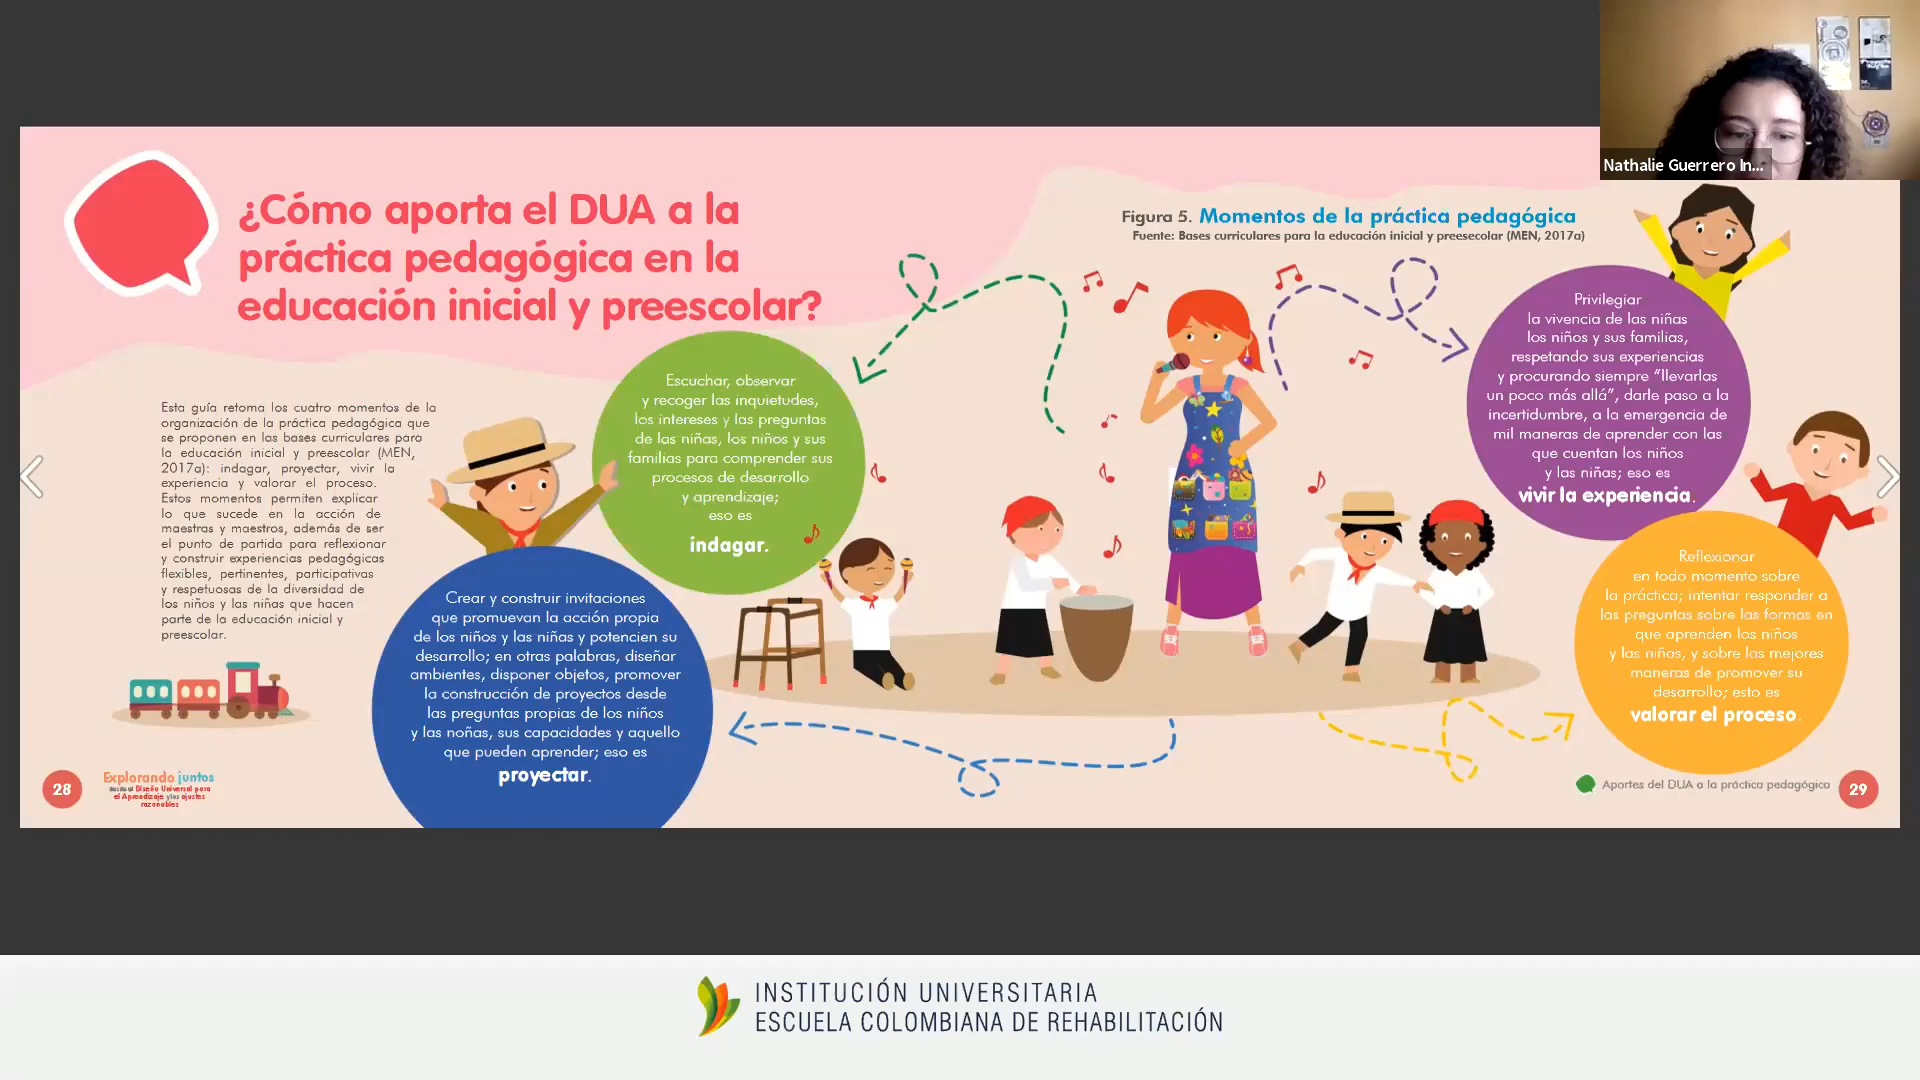 Nathalie Guerrero In...
¿Cómo aporta el DUA a la
práctica pedagógica en la
educación inicial y preescolar?
Esta guía retoma los cuatro momentos de la
organización de la práctica pedagógica que
se proponen en las bases curriculares para
la educación inicial y preescolar (MEN,
2017a): indagar, proyectar, vivir la
experiencia y valorar el proceso.
Estos momentos permiten explicar
lo que sucede en la acción de
maestras y maestros, además de ser
el punto de partida para reflexionar
y construir experiencias pedagógicas
flexibles, pertinentes, participativas
y respetuosas de la diversidad de
los niños y las niñas que hacen
parte de la educación inicial y
preescolar.
Escuchar, observar
y recoger las inquietudes,
los intereses y las preguntas
de las niñas, los niños y sus
familias para comprender sus
procesos de desarrollo
y aprendizaje;
eso es
indagar.
Crear y construir invitaciones
que promuevan la acción propia
de los niños y las niñas y potencien su
desarrollo; en otras palabras, diseñar
ambientes, disponer objetos, promover
la construcción de proyectos desde
las preguntas propias de los niños
y las noñas, sus capacidades y aquello
que pueden aprender; eso es
proyectar.
28
Explorando juntos
Diseño Universal para
el Aprendizaje y los ajustes
razonables
Figura 5. Momentos de la práctica pedagógica
Fuente: Bases curriculares para la educación inicial y preesecolar (MEN, 2017a)
Privilegiar
la vivencia de las niñas
los niños y sus familias,
respetando sus experiencias
y procurando siempre “llevarlas
un poco más allá”, darle paso a la
incertidumbre, a la emergencia de
mil maneras de aprender con las
que cuentan los niños
y las niñas; eso es
vivir la experiencia.
Reflexionar
en todo momento sobre
la práctica; intentar responder a
las preguntas sobre las formas en
que aprenden los niños
y las niñas, y sobre las mejores
maneras de promover su
desarrollo; esto es
valorar el proceso.
Aportes del DUA a la práctica pedagógica
29
INSTITUCIÓN UNIVERSITARIA
ESCUELA COLOMBIANA DE REHABILITACIÓN